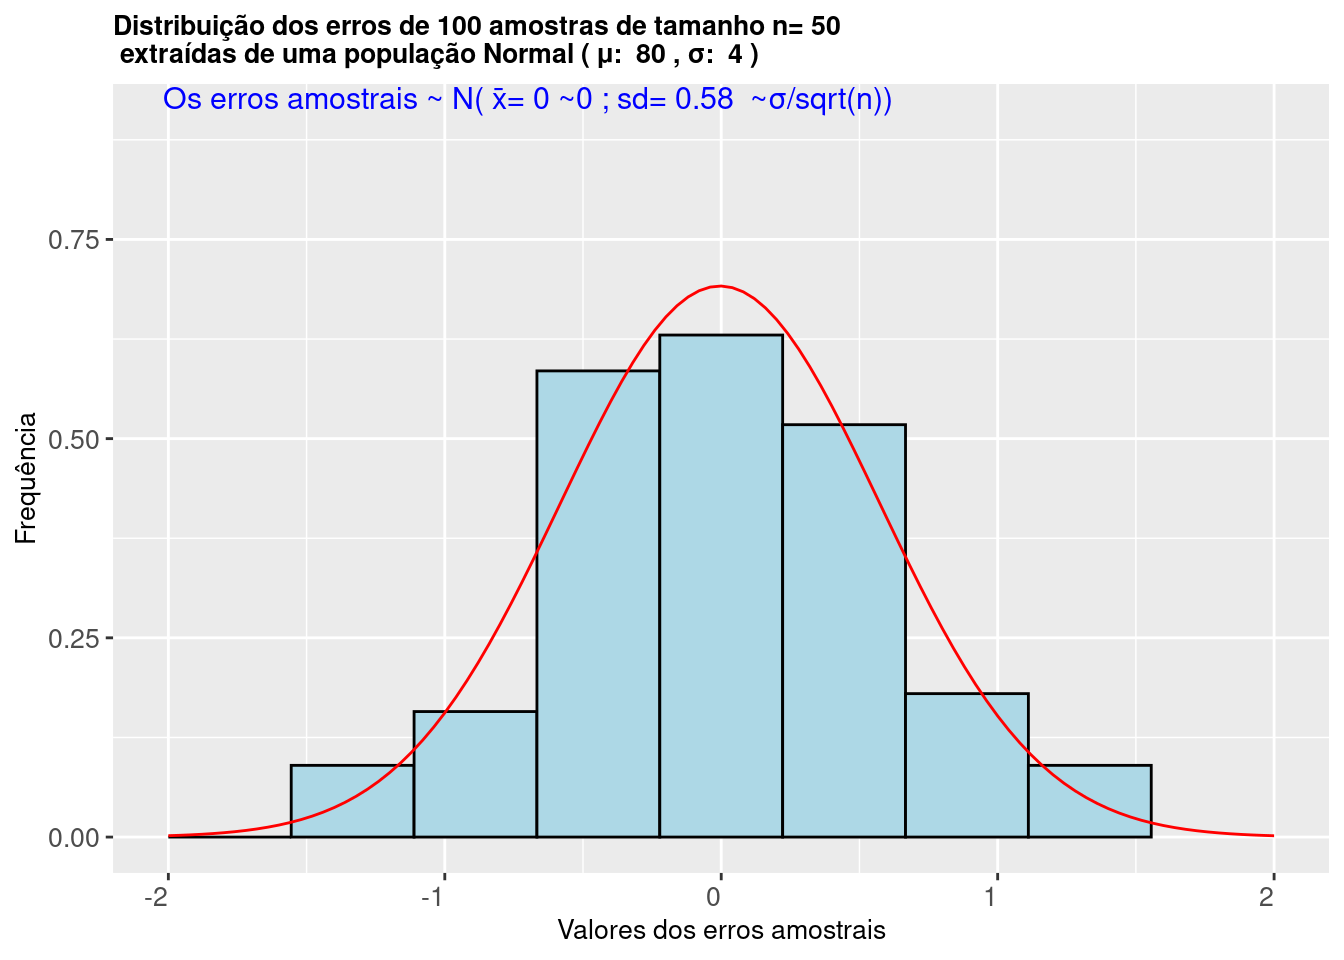 Distribuição dos erros de 100 amostras de tamanho n= 50
extraídas de uma população Normal ( μ:  80 , σ:  4 )
Os erros amostrais ~ N( x̄= 0 ~0 ; sd= 0.58  ~σ/sqrt(n))
Frequência
0.75
0.50
0.25
0.00
-2
-1
0
1
2
Valores dos erros amostrais